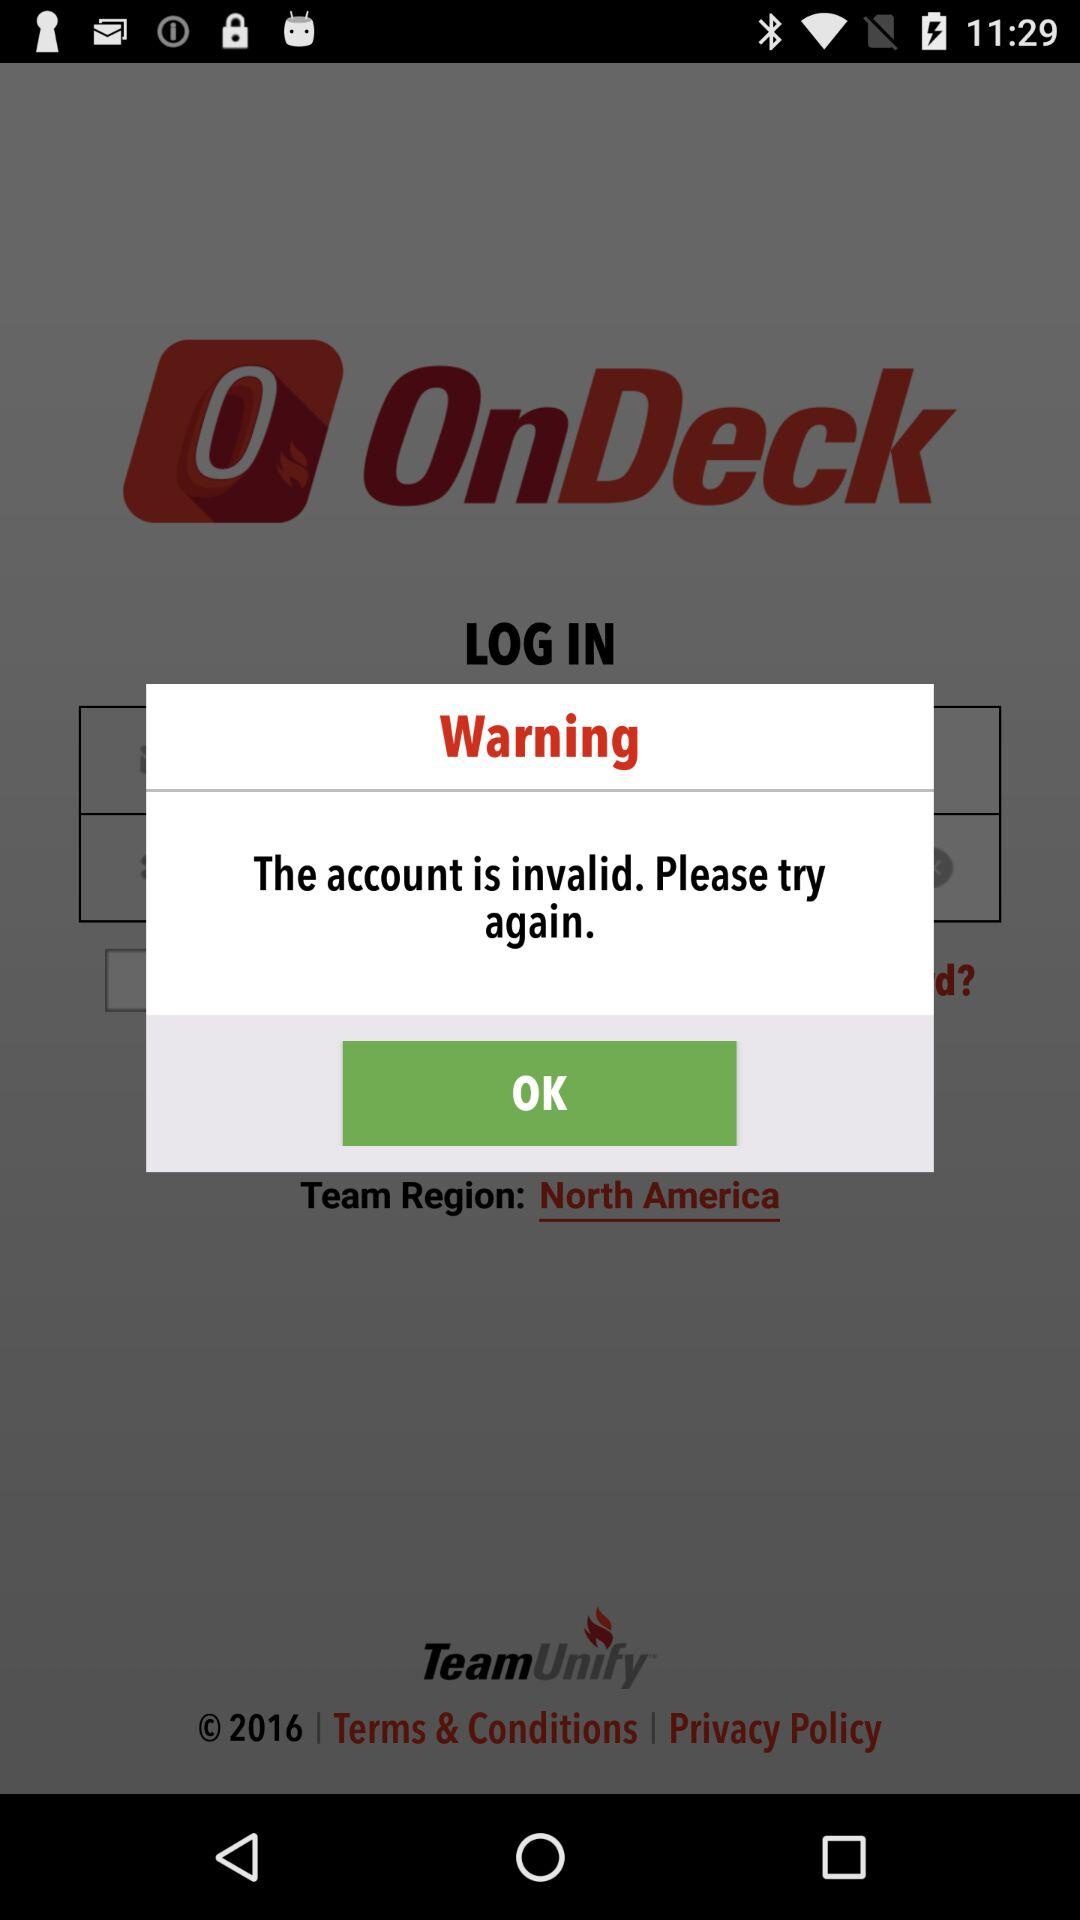 11:29
O OnDeck
LOG IN
Warning
The account is invalid. Please try
again.
d?
OK
Team Region: North America
TeamUnify
© 2016 | Terms & Conditions | Privacy Policy